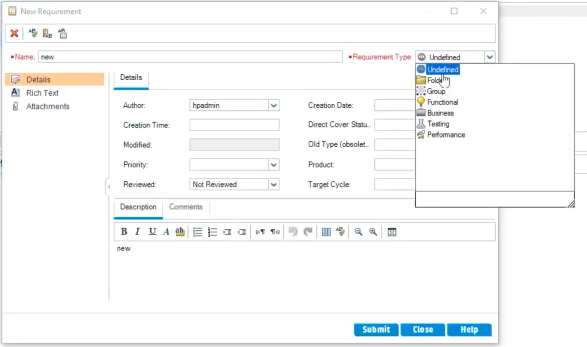 New Requirement
•Name: new
•Requirement Type: Undefined
Undefined
Folder
Group
Functional
Business
Testing
Performance
Details
Rich Text
Attachments
Details
Author: hpadmin
Creation Date:
Creation Time:
Direct Cover Statu..
Modified:
Old Type (obsolet..
Priority:
Product:
Reviewed: Not Reviewed
Target Cycle:
Description Comments
B I U A ab
new
Submit Close Help